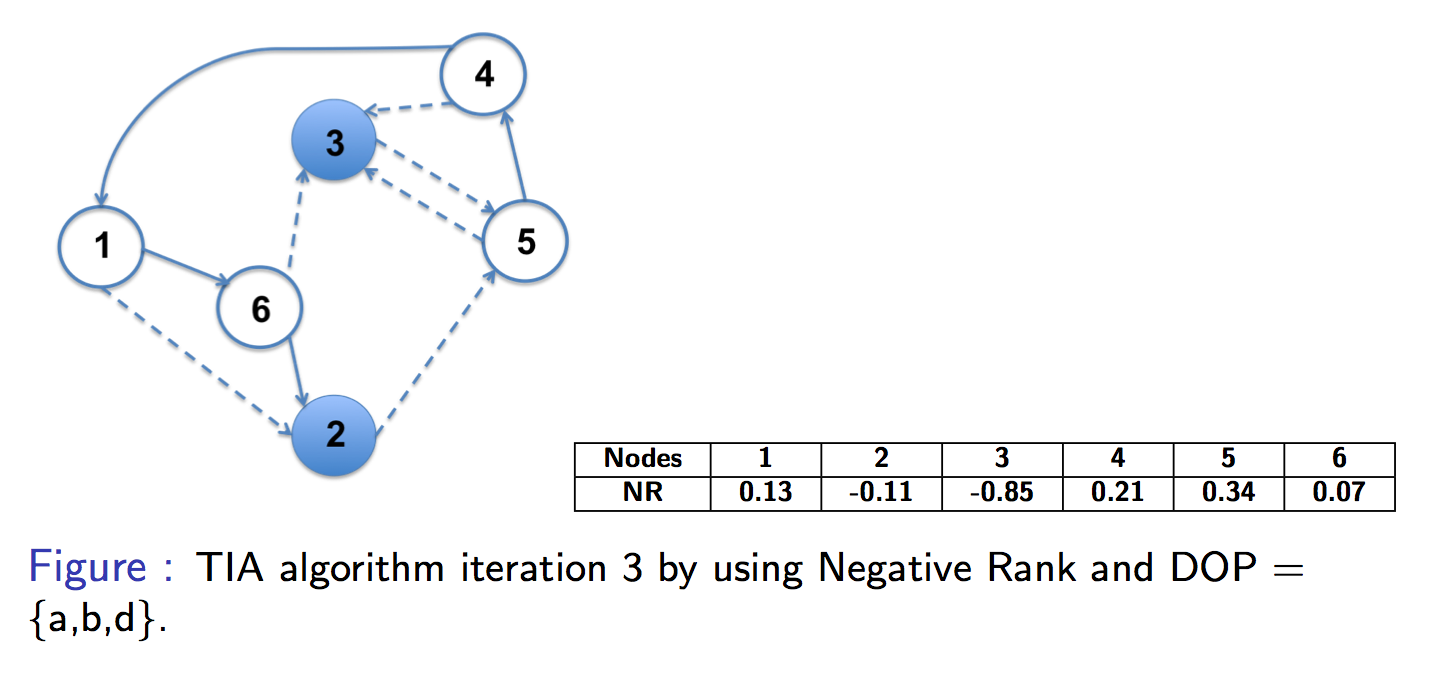 4
3
1
5
6
2
Nodes 1 2 3 4 5 6
NR 0.13 -0.11 -0.85 0.21 0.34 0.07
Figure : TIA algorithm iteration 3 by using Negative Rank and DOP =
{a,b,d}.